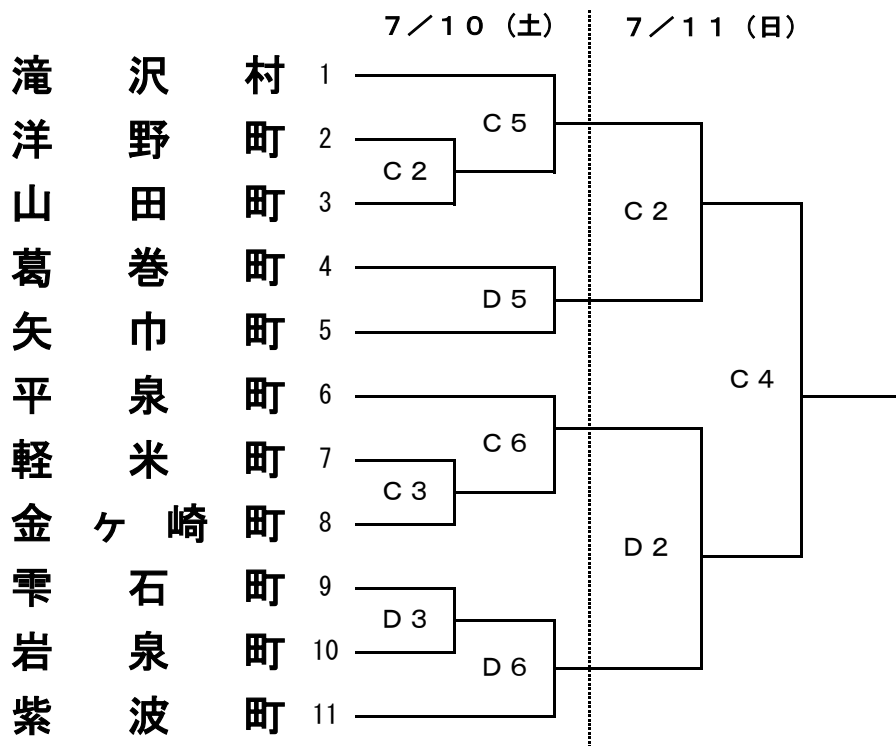 7／10（土） 7／11（日）
滝沢村 1
C5
洋野町 2
C2
山田町 3
C2
葛巻町 4
D5
矢巾町 5
C4
平泉町 6
C6
軽米町 7
C3
金ケ崎町 8
D2
雫石町 9
D3
岩泉町 10
D6
紫波町 11